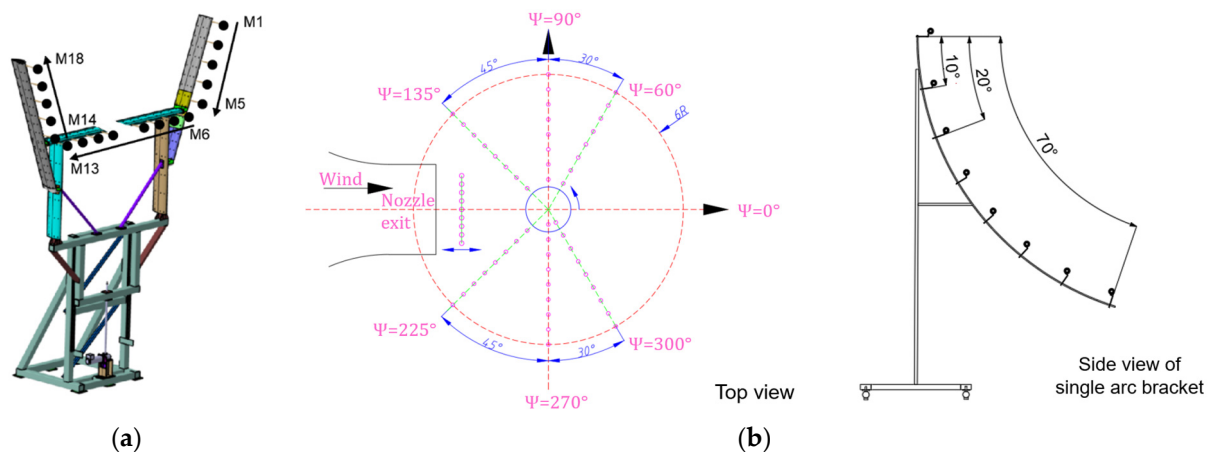 M1
M18
M5
M14
M6
M13
(a)
Ψ=90°
45°
30°
Ψ=135°
Ψ=60°
6R
Wind
Nozzle
exit
Ψ=0°
Ψ=225°
Ψ=300°
45°
30°
Ψ=270°
Top view
(b)
10°
20°
70°
Side view of
single arc bracket